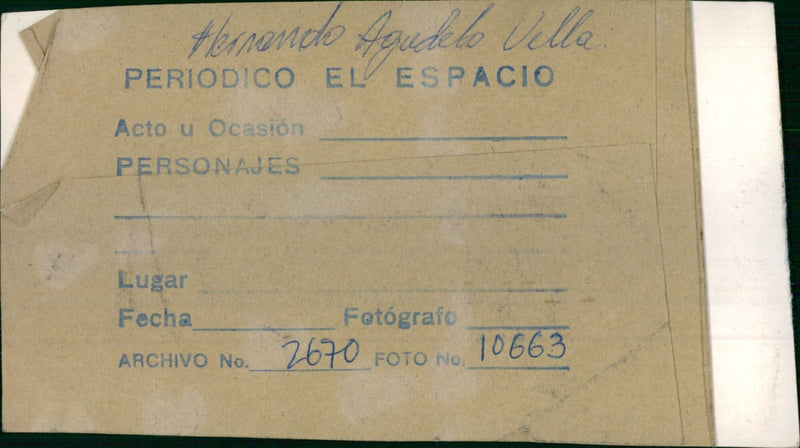 Hernando Agudelo Villa.
PERIODICO EL ESPACIO
Acto u Ocasión
PERSONAJES
Lugar
Fecha Fotógrafo
ARCHIVO No. 2670 FOTO No. 10663